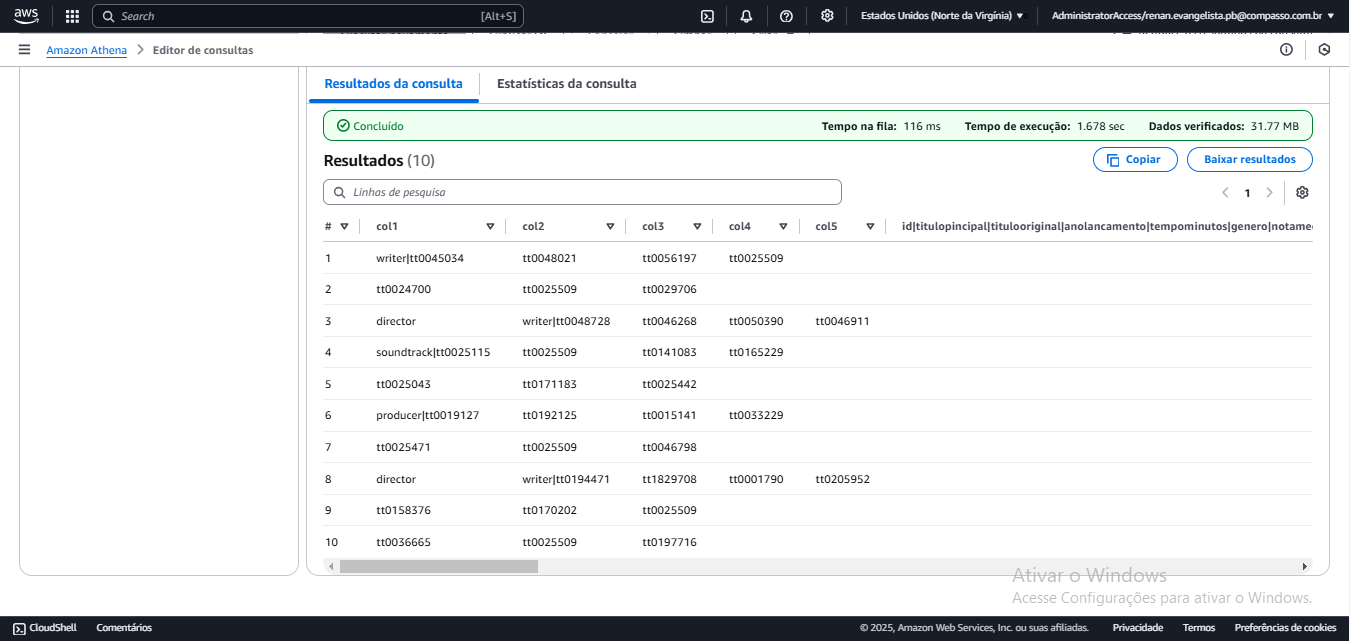 aws Search [Alt+S] Estados Unidos (Norte da Virgínia) AdministratorAccess/renan.evangelista.pb@compasso.com.br
Amazon Athena > Editor de consultas
Resultados da consulta Estatísticas da consulta
Concluído Tempo na fila: 116 ms Tempo de execução: 1.678 sec Dados verificados: 31.77 MB
Resultados (10) Copiar Baixar resultados
Linhas de pesquisa 1
# col1 col2 col3 col4 col5 id|titulopincipal|titulooriginal|anolancamento|tempominutos|genero|notame
1 writer|tt0045034 tt0048021 tt0056197 tt0025509
2 tt0024700 tt0025509 tt0029706
3 director writer|tt0048728 tt0046268 tt0050390 tt0046911
4 soundtrack|tt0025115 tt0025509 tt0141083 tt0165229
5 tt0025043 tt0171183 tt0025442
6 producer|tt0019127 tt0192125 tt0015141 tt0033229
7 tt0025471 tt0025509 tt0046798
8 director writer|tt0194471 tt1829708 tt0001790 tt0205952
9 tt0158376 tt0170202 tt0025509
10 tt0036665 tt0025509 tt0197716
Ativar o Windows
Acesse Configurações para ativar o Windows.
CloudShell Comentários © 2025, Amazon Web Services, Inc. ou suas afiliadas. Privacidade Termos Preferências de cookies